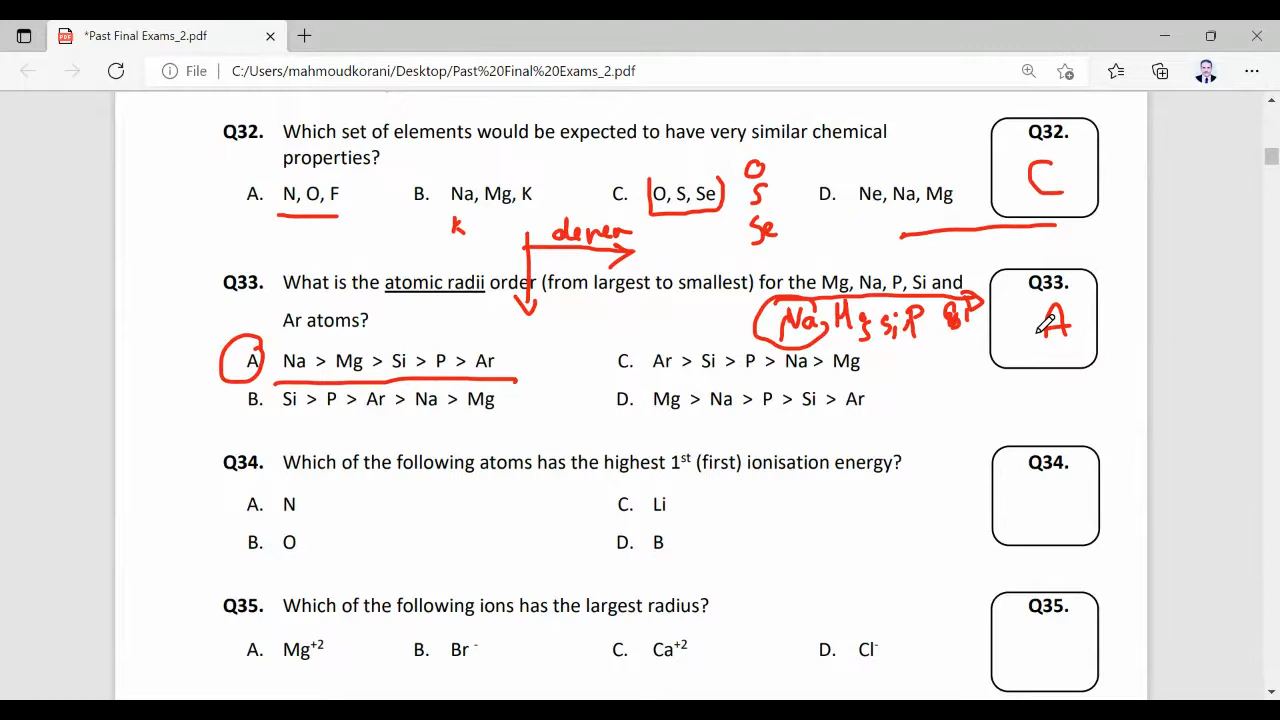 *Past Final Exams_2.pdf
File C:/Users/mahmoudkorani/Desktop/Past%20Final%20Exams_2.pdf
Q32. Which set of elements would be expected to have very similar chemical
properties?
Q32.
C
A. N, O, F B. Na, Mg, K C. O, S, Se D. Ne, Na, Mg
O
S
Se
K
Q33. What is the atomic radii order (from largest to smallest) for the Mg, Na, P, Si and
Ar atoms?
Na, Mg Si P
Q33.
A
A. Na > Mg > Si > P > Ar C. Ar > Si > P > Na > Mg
B. Si > P > Ar > Na > Mg D. Mg > Na > P > Si > Ar
Q34. Which of the following atoms has the highest 1st (first) ionisation energy?
Q34.
A. N C. Li
B. O D. B
Q35. Which of the following ions has the largest radius?
Q35.
A. Mg+2 B. Br - C. Ca+2 D. Cl-